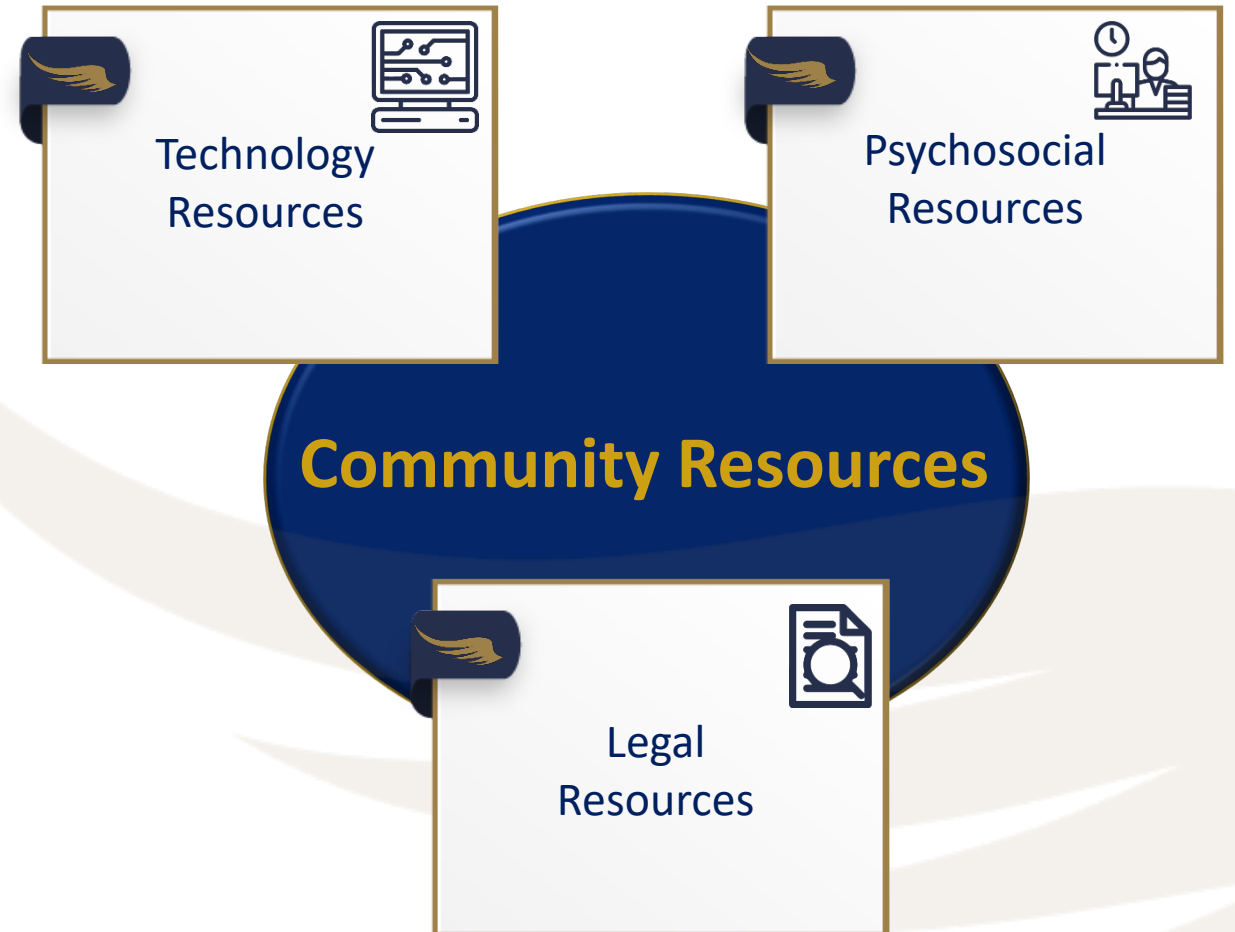 Technology
Resources
Psychosocial
Resources
Community Resources
Legal
Resources